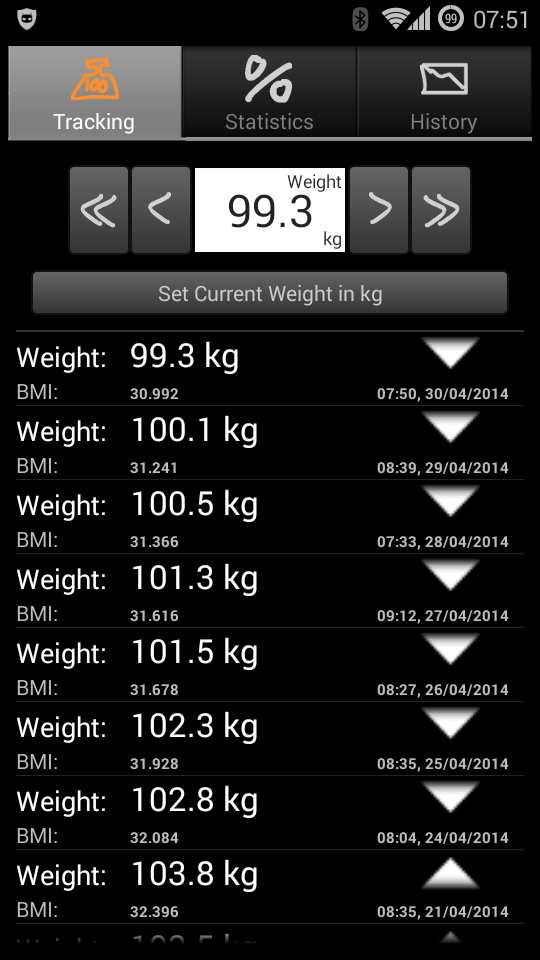 99 07:51
5C
100
%
Tracking Statistics History
Weight
99.3
kg
Set Current Weight in kg
Weight: 99.3 kg
BMI: 30.992 07:50, 30/04/2014
Weight: 100.1 kg
BMI: 31.241 08:39, 29/04/2014
Weight: 100.5 kg
BMI: 31.366 07:33, 28/04/2014
Weight: 101.3 kg
BMI: 31.616 09:12, 27/04/2014
Weight: 101.5 kg
BMI: 31.678 08:27, 26/04/2014
Weight: 102.3 kg
BMI: 31.928 08:35, 25/04/2014
Weight: 102.8 kg
BMI: 32.084 08:04, 24/04/2014
Weight: 103.8 kg
BMI: 32.396 08:35, 21/04/2014